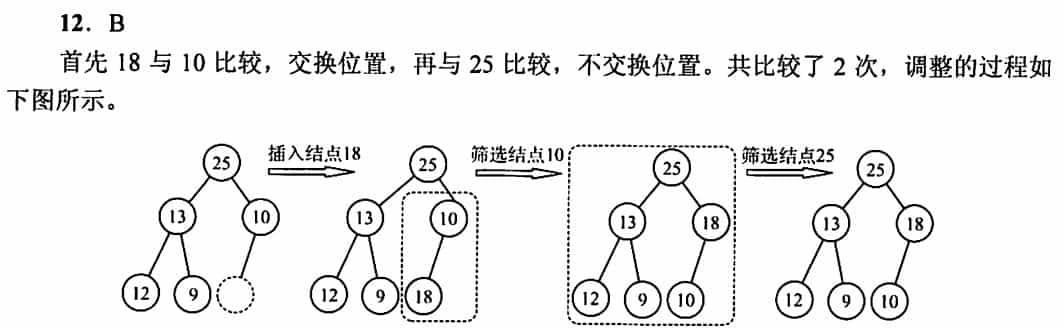 12. B
首先 18 与 10 比较，交换位置，再与 25 比较，不交换位置。共比较了 2 次，调整的过程如
下图所示。
插入结点18 筛选结点10 筛选结点25
25 25 25 25
13 10 13 10 13 18 13 18
12 9 12 9 18 12 9 10 12 9 10